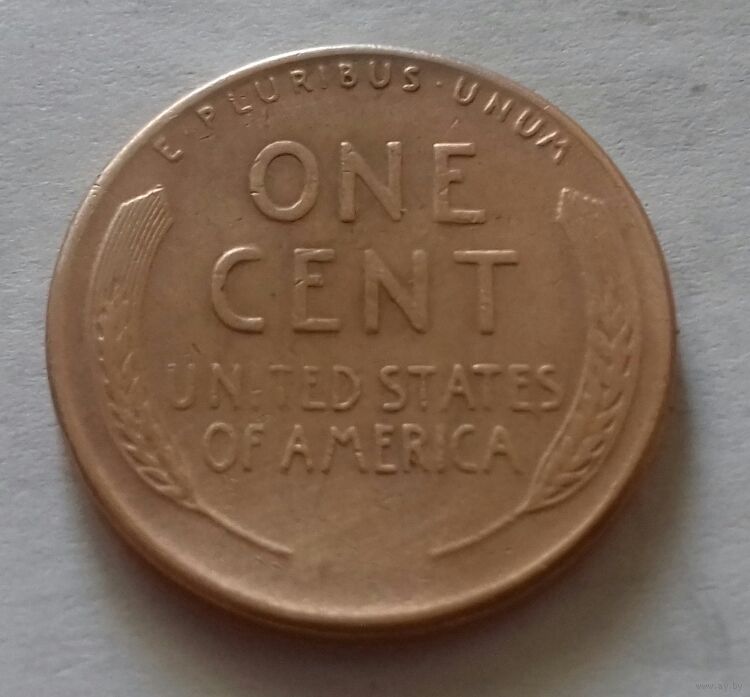 E PLURIBUS · UNUM
ONE
CENT
UNITED STATES
OF AMERICA
www.ay.by